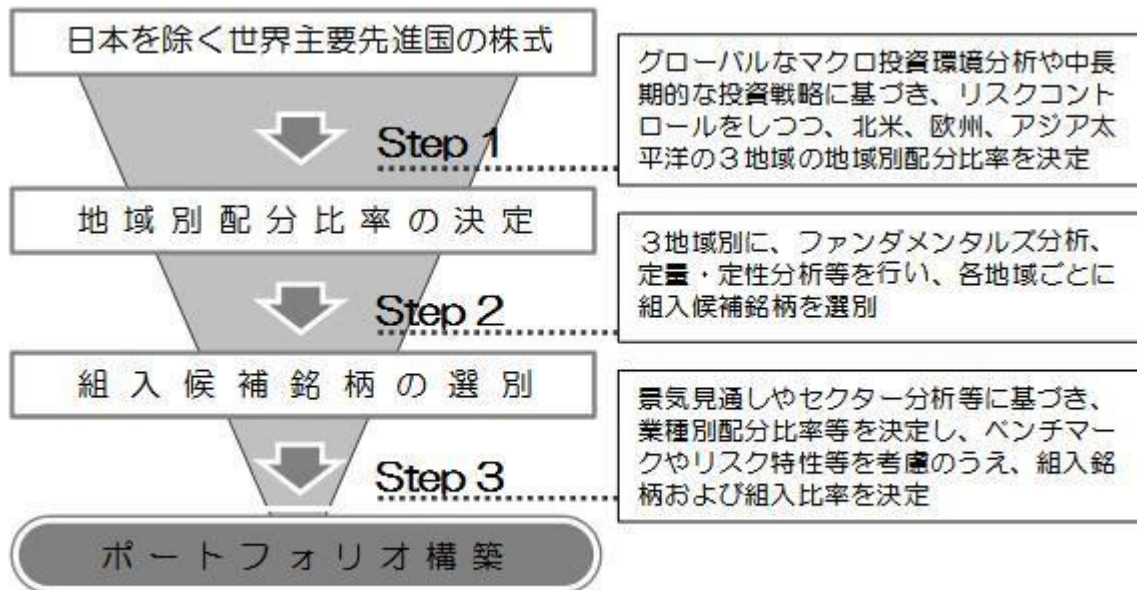 日本を除く世界主要先進国の株式
グローバルなマクロ投資環境分析や中長
期的な投資戦略に基づき、リスクコント
ロールをしつつ、北米、欧州、アジア太
平洋の３地域の地域別配分比率を決定
Step 1
地域別配分比率の決定
３地域別に、ファンダメンタルズ分析、
定量・定性分析等を行い、各地域ごとに
組入候補銘柄を選別
Step 2
組入候補銘柄の選別
景気見通しやセクター分析等に基づき、
業種別配分比率等を決定し、ベンチマー
クやリスク特性等を考慮のうえ、組入銘
柄および組入比率を決定
Step 3
ポートフォリオ構築